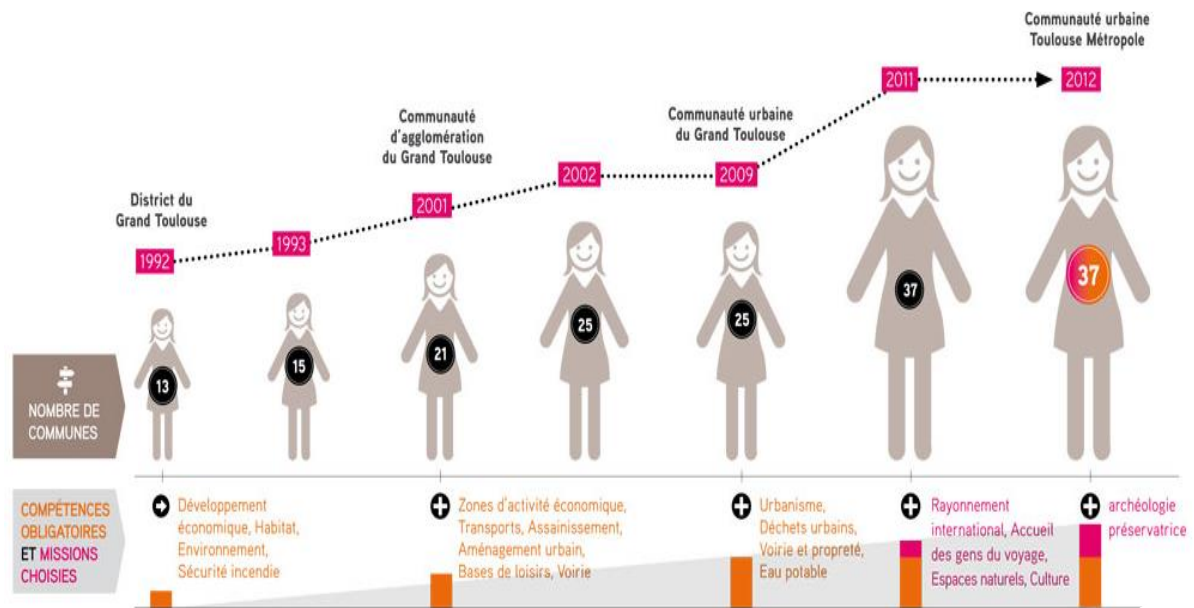 Communauté urbaine
Toulouse Métropole
2011
2012
Communauté
d'agglomération
du Grand Toulouse
Communauté urbaine
du Grand Toulouse
2002
2009
District du
Grand Toulouse
2001
1992
1993
NOMBRE DE
COMMUNES
13
15
21
25
25
37
37
COMPÉTENCES
OBLIGATOIRES
ET MISSIONS
CHOISIES
Développement
économique, Habitat,
Environnement,
Sécurité incendie
Zones d'activité économique,
Transports, Assainissement,
Aménagement urbain,
Bases de loisirs, Voirie
Urbanisme,
Déchets urbains,
Voirie et propreté,
Eau potable
Rayonnement
international, Accueil
des gens du voyage,
Espaces naturels, Culture
archéologie
préservatrice